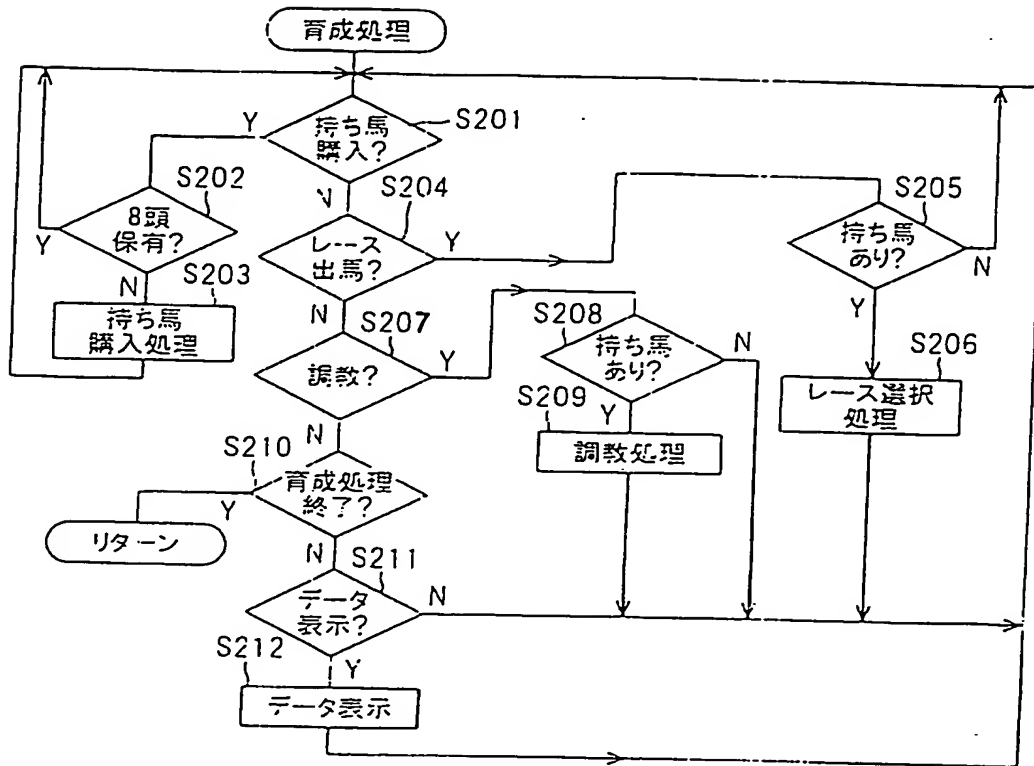 育成処理
持ち馬
購入?
S201
Y
N
S202
8頭
保有?
Y
N
S203
持ち馬
購入処理
S204
レース
出馬?
Y
N
S205
持ち馬
あり?
N
Y
S206
レース選択
処理
S207
調教?
Y
N
S208
持ち馬
あり?
N
Y
S209
調教処理
S210
育成処理
終了?
Y
N
リターン
S211
データ
表示?
N
Y
S212
データ表示